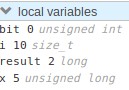 local variables
bit 0 unsigned int
i 10 size_t
result 2 long
x 5 unsigned long